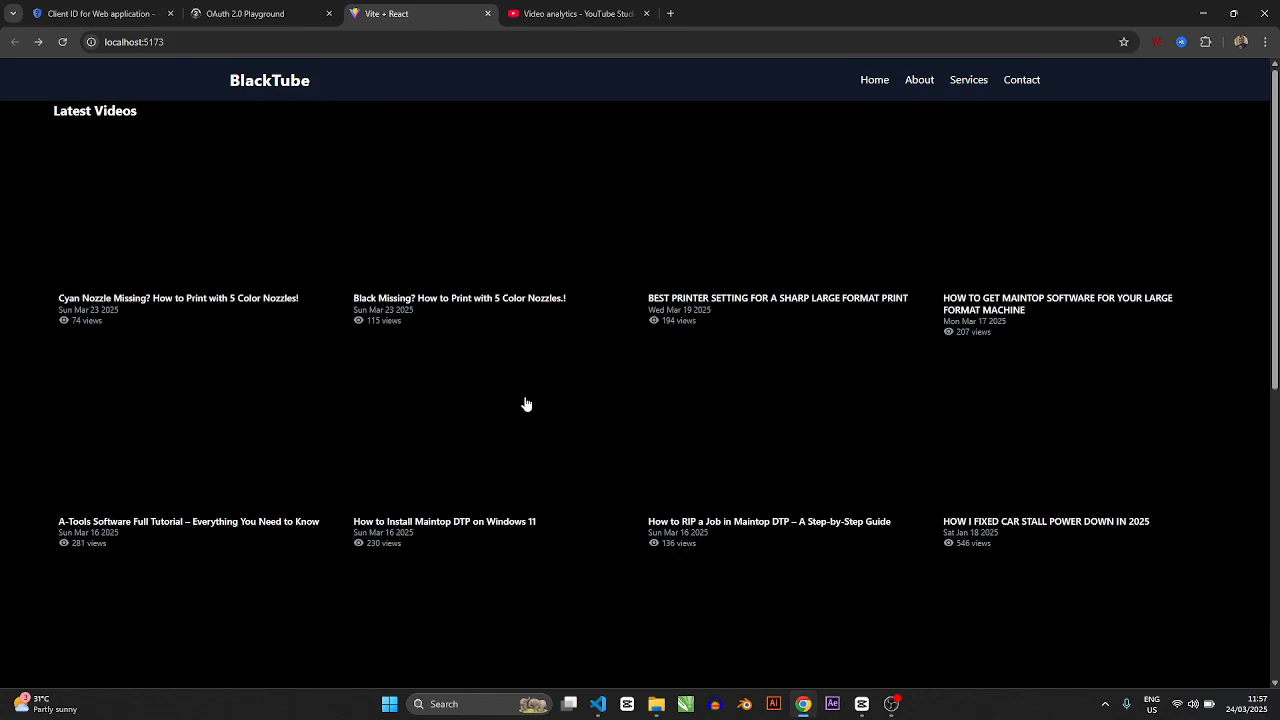 Client ID for Web application –
OAuth 2.0 Playground
Vite + React
Video analytics - YouTube Stud
localhost:5173
BlackTube
Home
About
Services
Contact
Latest Videos
Cyan Nozzle Missing? How to Print with 5 Color Nozzles!
Sun Mar 23 2025
74 views
Black Missing? How to Print with 5 Color Nozzles.!
Sun Mar 23 2025
115 views
BEST PRINTER SETTING FOR A SHARP LARGE FORMAT PRINT
Wed Mar 19 2025
194 views
HOW TO GET MAINTOP SOFTWARE FOR YOUR LARGE
FORMAT MACHINE
Mon Mar 17 2025
207 views
A-Tools Software Full Tutorial – Everything You Need to Know
Sun Mar 16 2025
281 views
How to Install Maintop DTP on Windows 11
Sun Mar 16 2025
230 views
How to RIP a Job in Maintop DTP – A Step-by-Step Guide
Sun Mar 16 2025
136 views
HOW I FIXED CAR STALL POWER DOWN IN 2025
Sat Jan 18 2025
546 views
3
31°C
Partly sunny
Search
Ai
Ae
ENG
US
11:57
24/03/2025